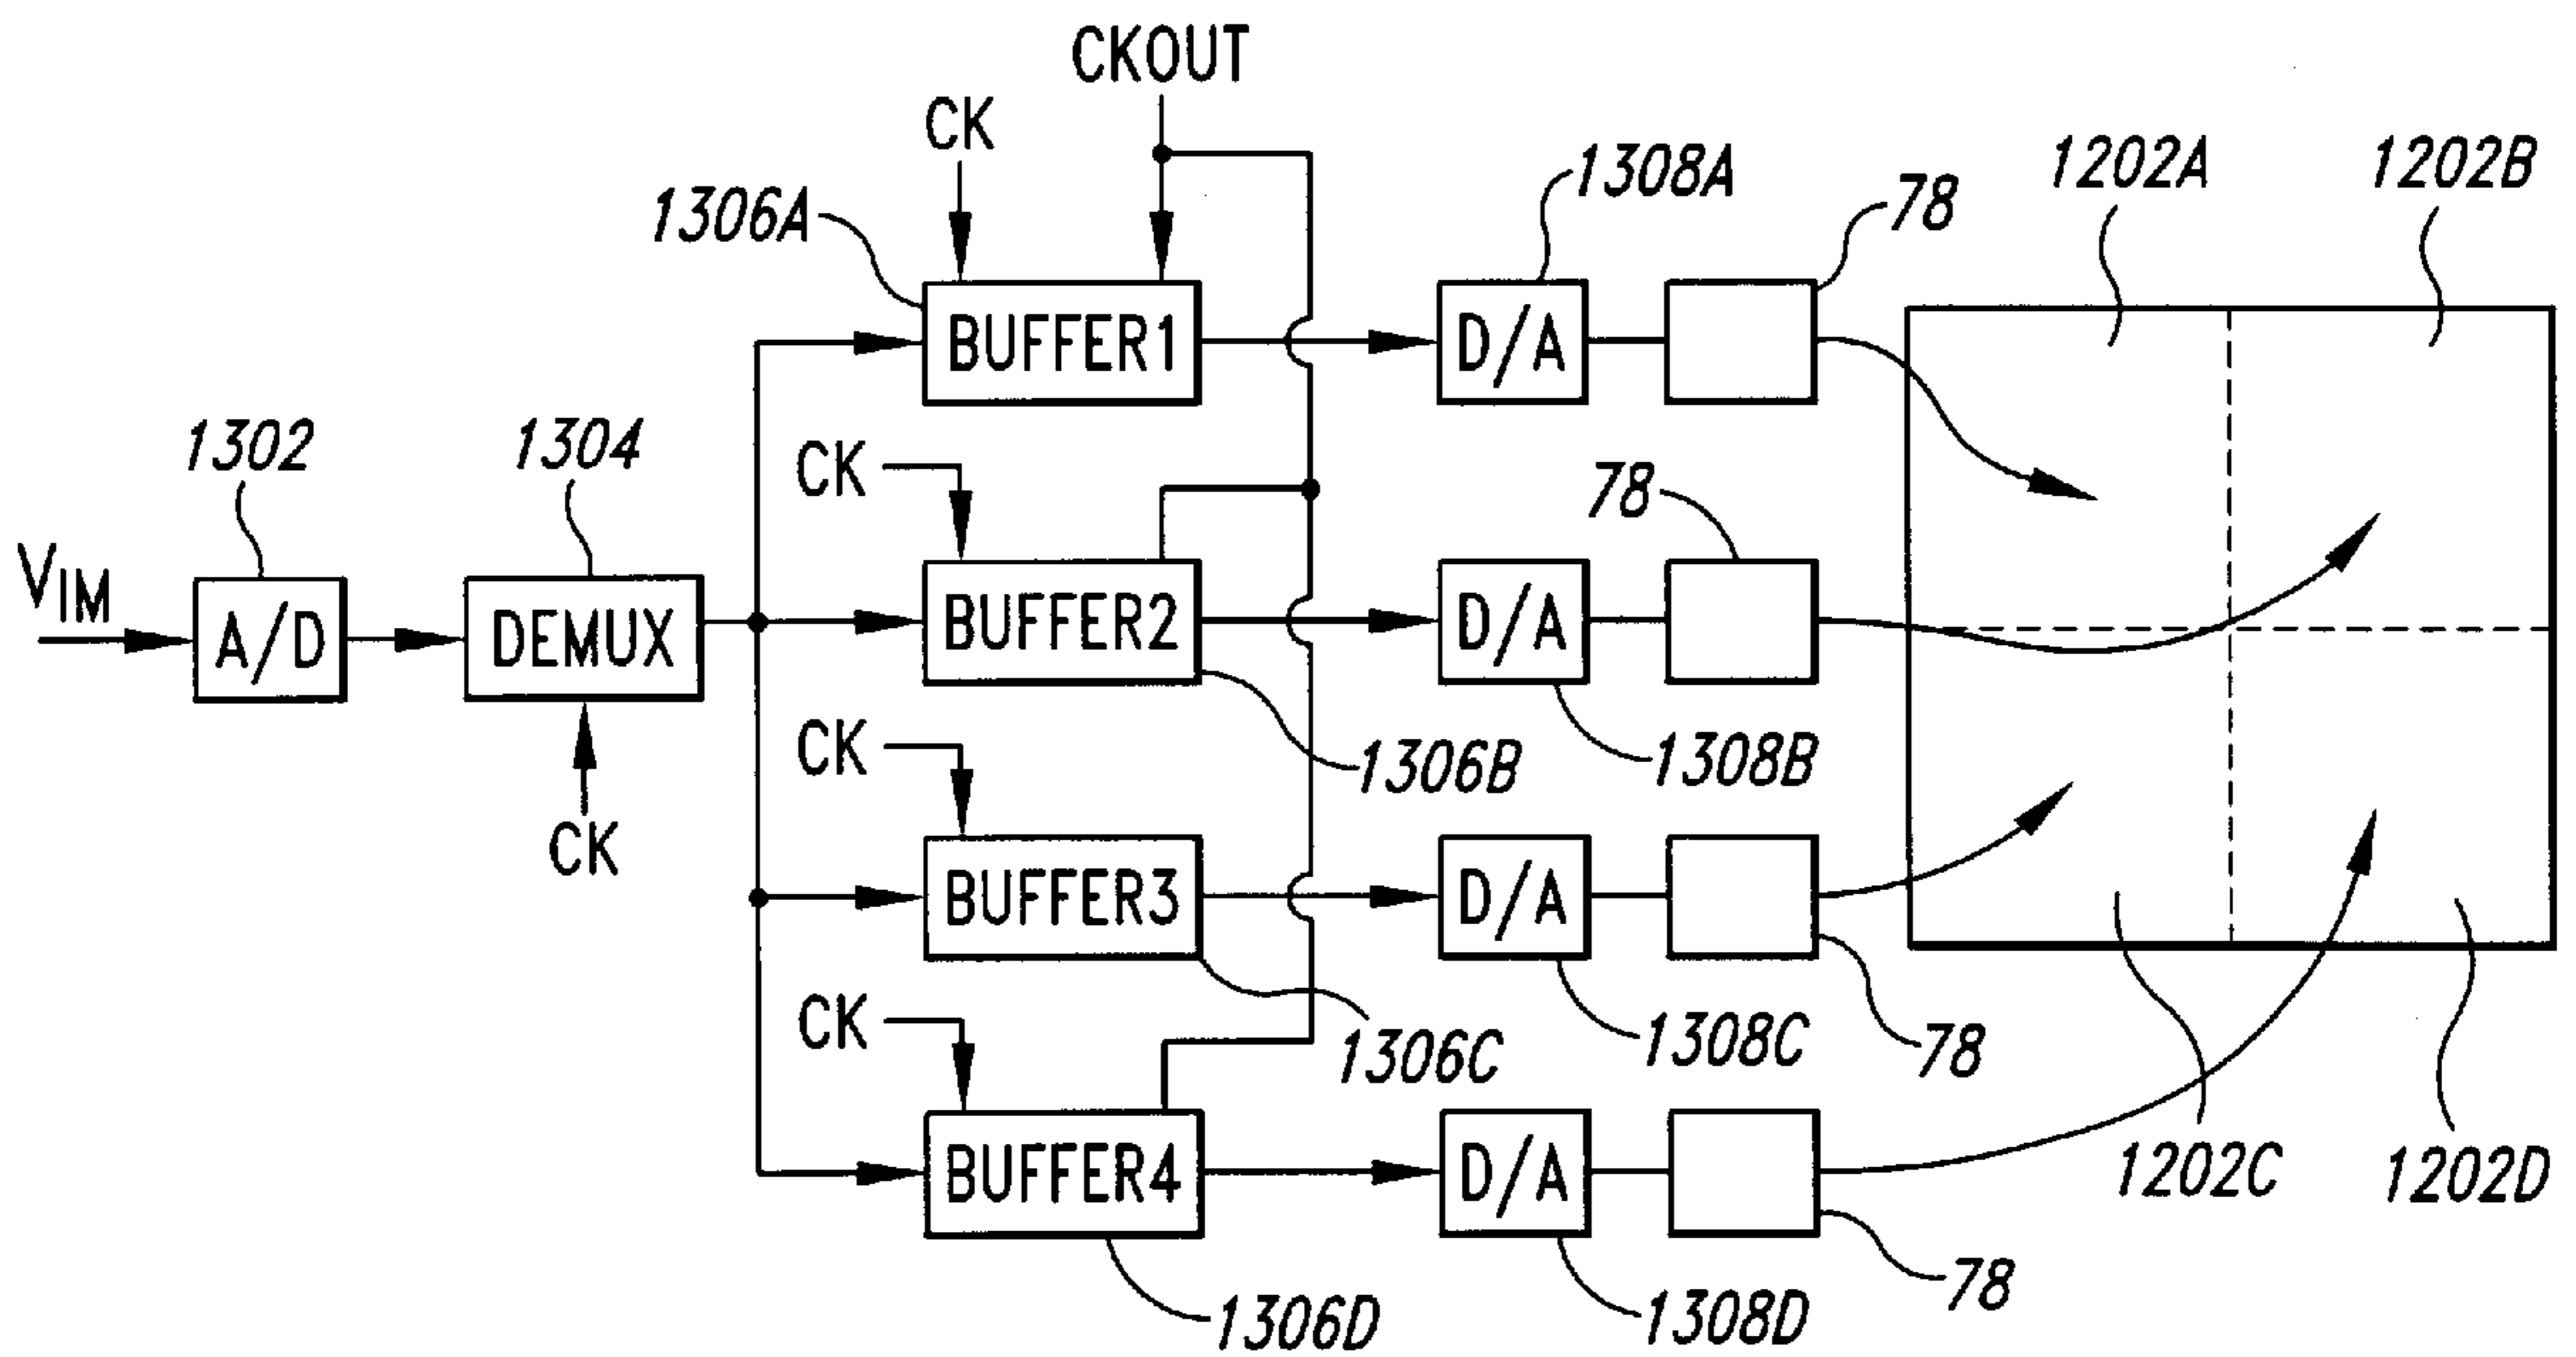 CKOUT
CK
1306A
1308A
78
1202A
1202B
BUFFER1
D/A
1302
1304
CK
78
VIM
A/D
DEMUX
BUFFER2
D/A
CK
1306B
1308B
CK
BUFFER3
D/A
CK
1306C
1308C
78
BUFFER4
D/A
1202C
1202D
1306D
1308D
78